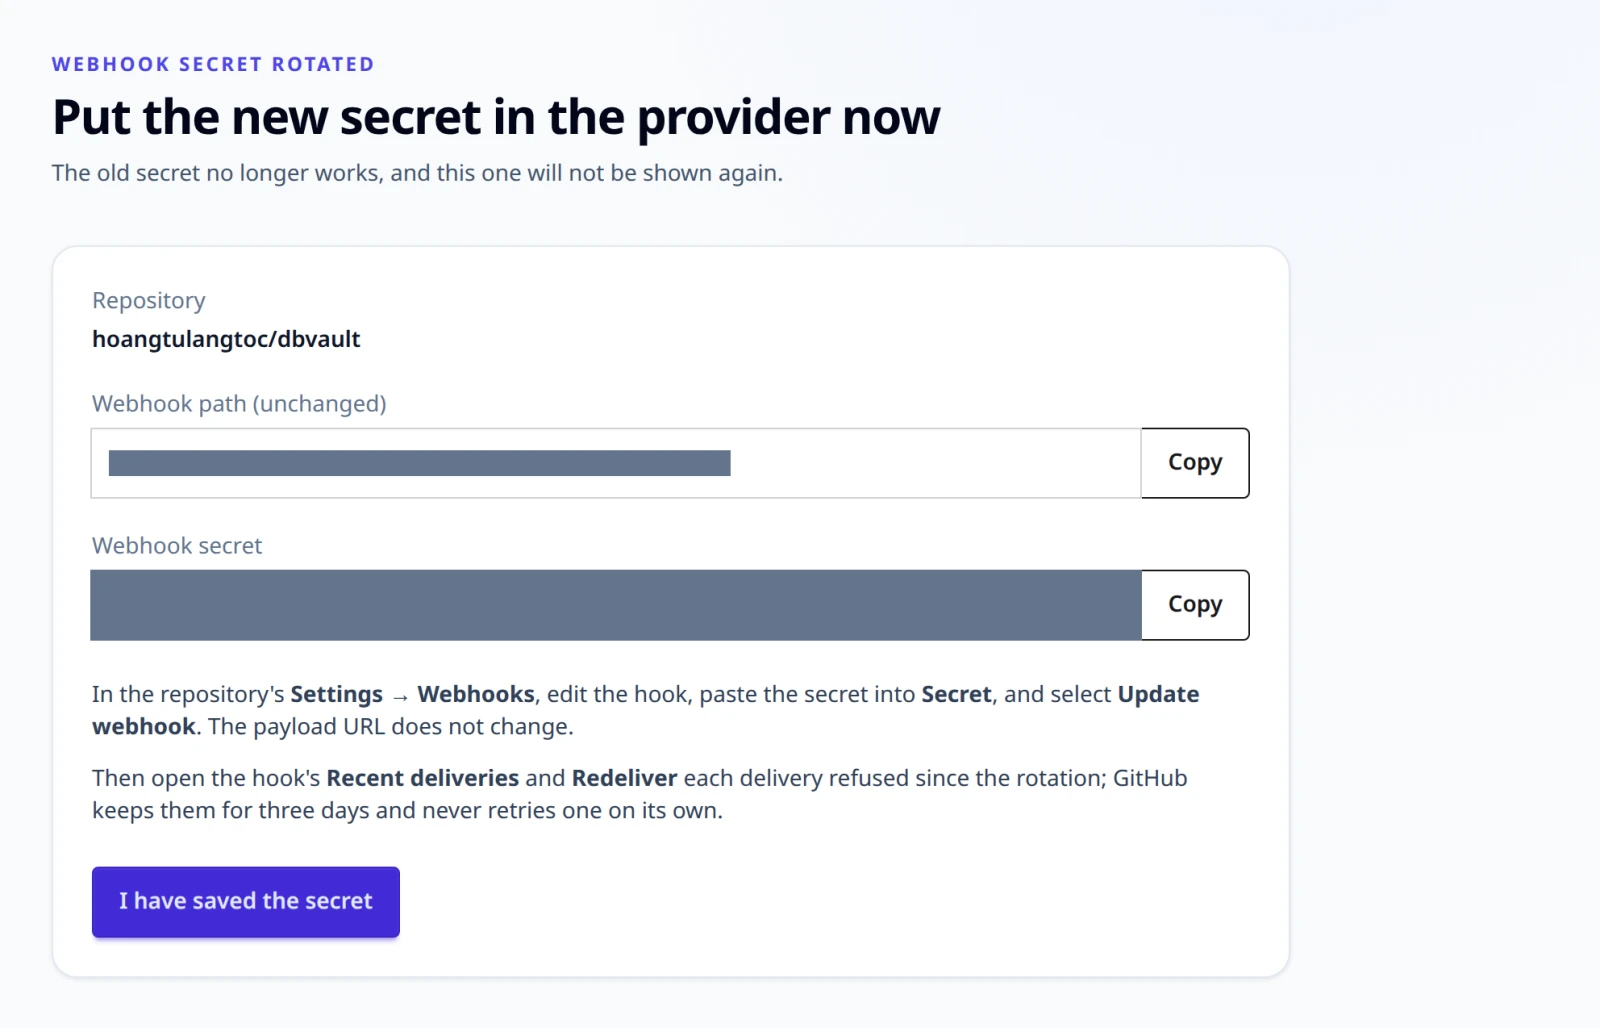 WEBHOOK SECRET ROTATED
Put the new secret in the provider now
The old secret no longer works, and this one will not be shown again.
Repository
hoangtulangtoc/dbvault
Webhook path (unchanged)
Copy
Webhook secret
Copy
In the repository's Settings → Webhooks, edit the hook, paste the secret into Secret, and select Update
webhook. The payload URL does not change.
Then open the hook's Recent deliveries and Redeliver each delivery refused since the rotation; GitHub
keeps them for three days and never retries one on its own.
I have saved the secret